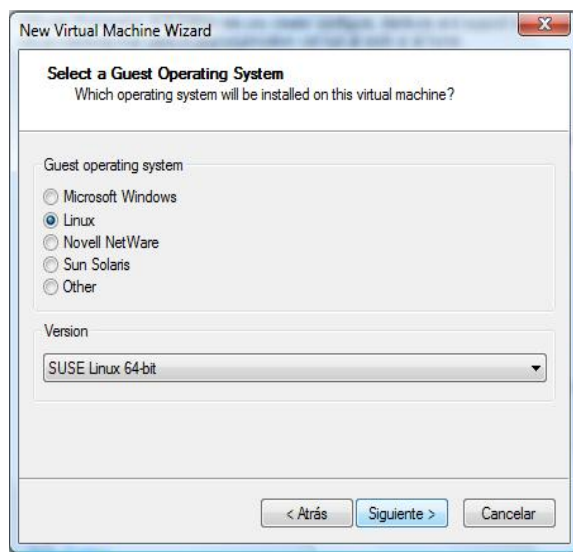 New Virtual Machine Wizard
Select a Guest Operating System
Which operating system will be installed on this virtual machine?
Guest operating system
Microsoft Windows
Linux
Novell NetWare
Sun Solaris
Other
Version
SUSE Linux 64-bit
< Atrás
Siguiente >
Cancelar